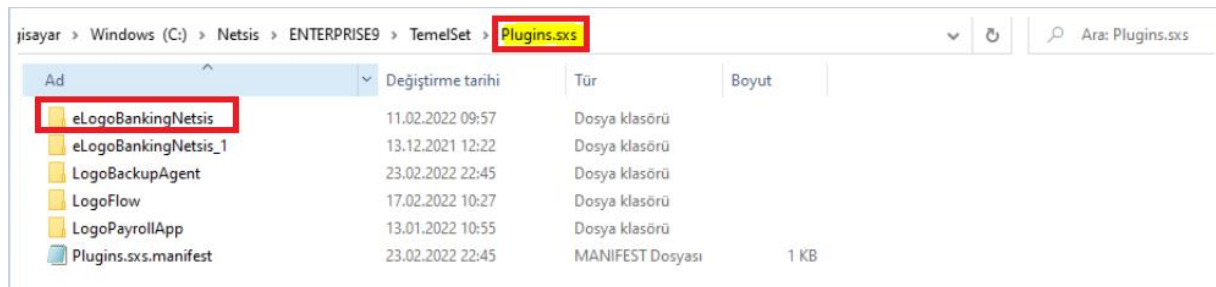 jisayar > Windows (C:) > Netsis > ENTERPRISE9 > TemelSet > Plugins.sxs Ara: Plugins.sxs
Ad Değiştirme tarihi Tür Boyut
eLogoBankingNetsis 11.02.2022 09:57 Dosya klasörü
eLogoBankingNetsis_1 13.12.2021 12:22 Dosya klasörü
LogoBackupAgent 23.02.2022 22:45 Dosya klasörü
LogoFlow 17.02.2022 10:27 Dosya klasörü
LogoPayrollApp 13.01.2022 10:55 Dosya klasörü
Plugins.sxs.manifest 23.02.2022 22:45 MANIFEST Dosyası 1 KB